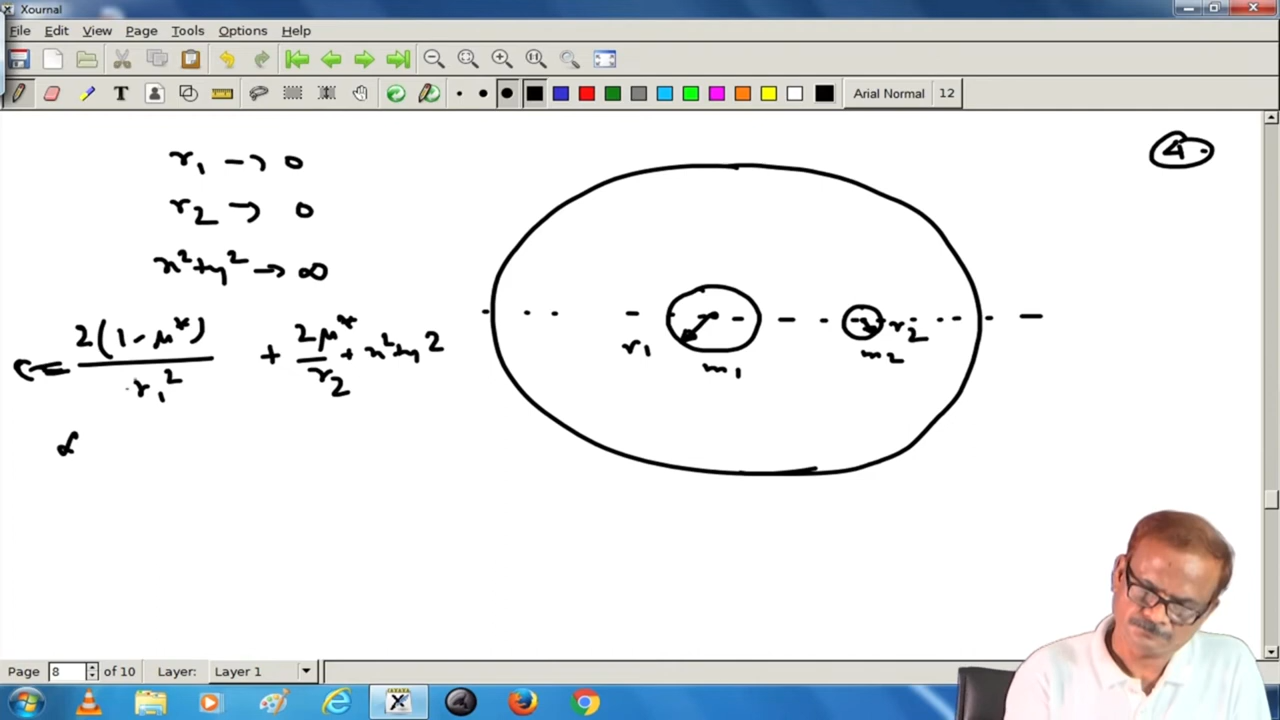 Xournal
File Edit View Page Tools Options Help
Arial Normal 12
4
r₁ → 0
r₂ → 0
x²+y² → ∞
C = 2(1-μ*)/r₁² + 2μ*/r₂ + x²+y2
α
r₁
m₁
r₂
m₂
Page 8 of 10 Layer: Layer 1